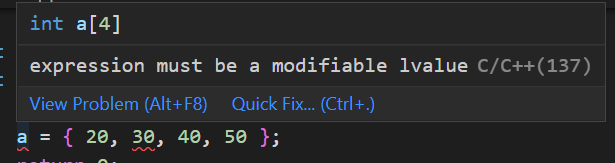 int a[4]
expression must be a modifiable lvalue C/C++(137)
View Problem (Alt+F8) Quick Fix... (Ctrl+.)
a = { 20, 30, 40, 50 };